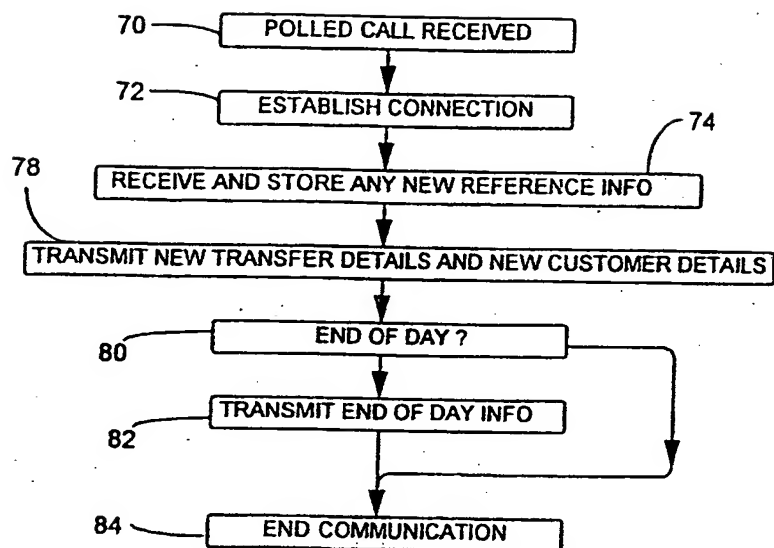 70
POLLED CALL RECEIVED
72
ESTABLISH CONNECTION
74
RECEIVE AND STORE ANY NEW REFERENCE INFO
78
TRANSMIT NEW TRANSFER DETAILS AND NEW CUSTOMER DETAILS
80
END OF DAY ?
82
TRANSMIT END OF DAY INFO
84
END COMMUNICATION